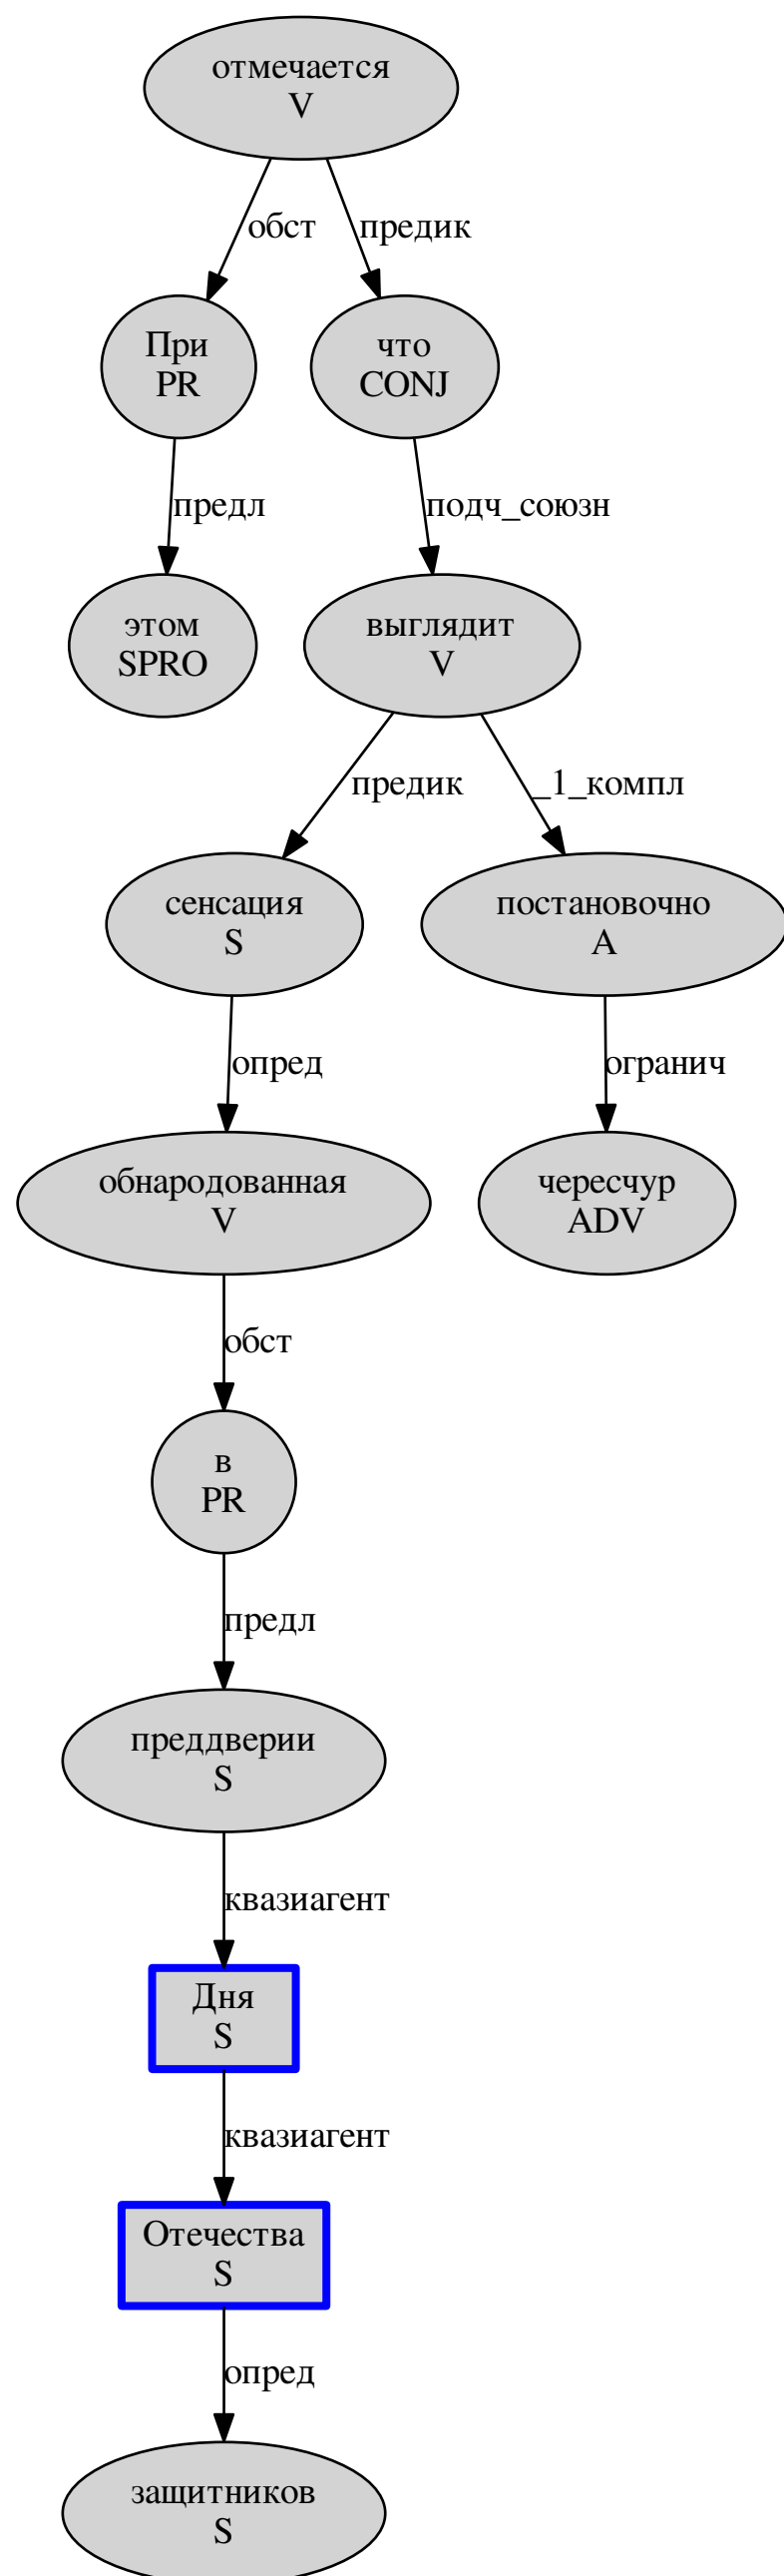 отмечается
V
обст
предик
При
PR
что
CONJ
предл
подч_союзн
этом
SPRO
выглядит
V
предик
_1_компл
сенсация
S
постановочно
A
опред
огранич
обнародованная
V
чересчур
ADV
обст
в
PR
предл
преддверии
S
квазиагент
Дня
S
квазиагент
Отечества
S
опред
защитников
S